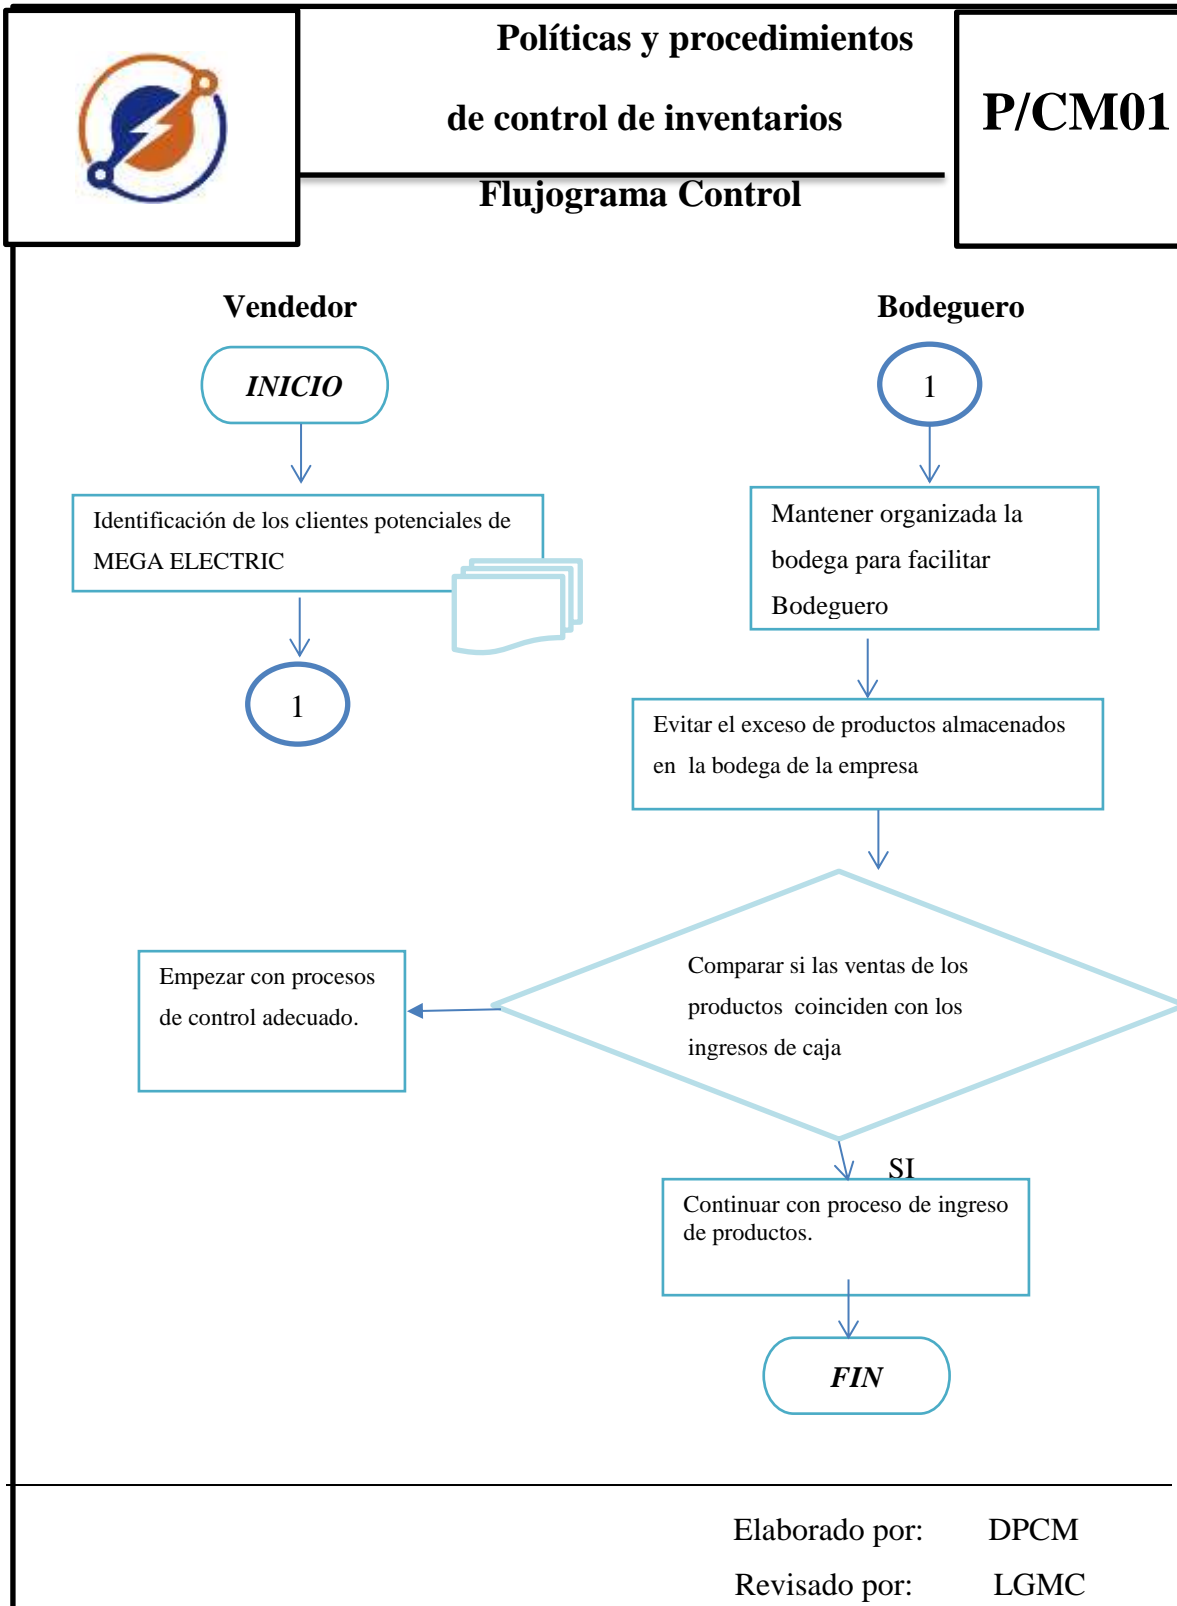 Políticas y procedimientos
de control de inventarios
P/CM01
Flujograma Control
Vendedor
Bodeguero
INICIO
1
Identificación de los clientes potenciales de
MEGA ELECTRIC
Mantener organizada la
bodega para facilitar
Bodeguero
1
Evitar el exceso de productos almacenados
en la bodega de la empresa
Comparar si las ventas de los
productos coinciden con los
ingresos de caja
Empezar con procesos
de control adecuado.
SI
Continuar con proceso de ingreso
de productos.
FIN
Elaborado por: DPCM
Revisado por: LGMC